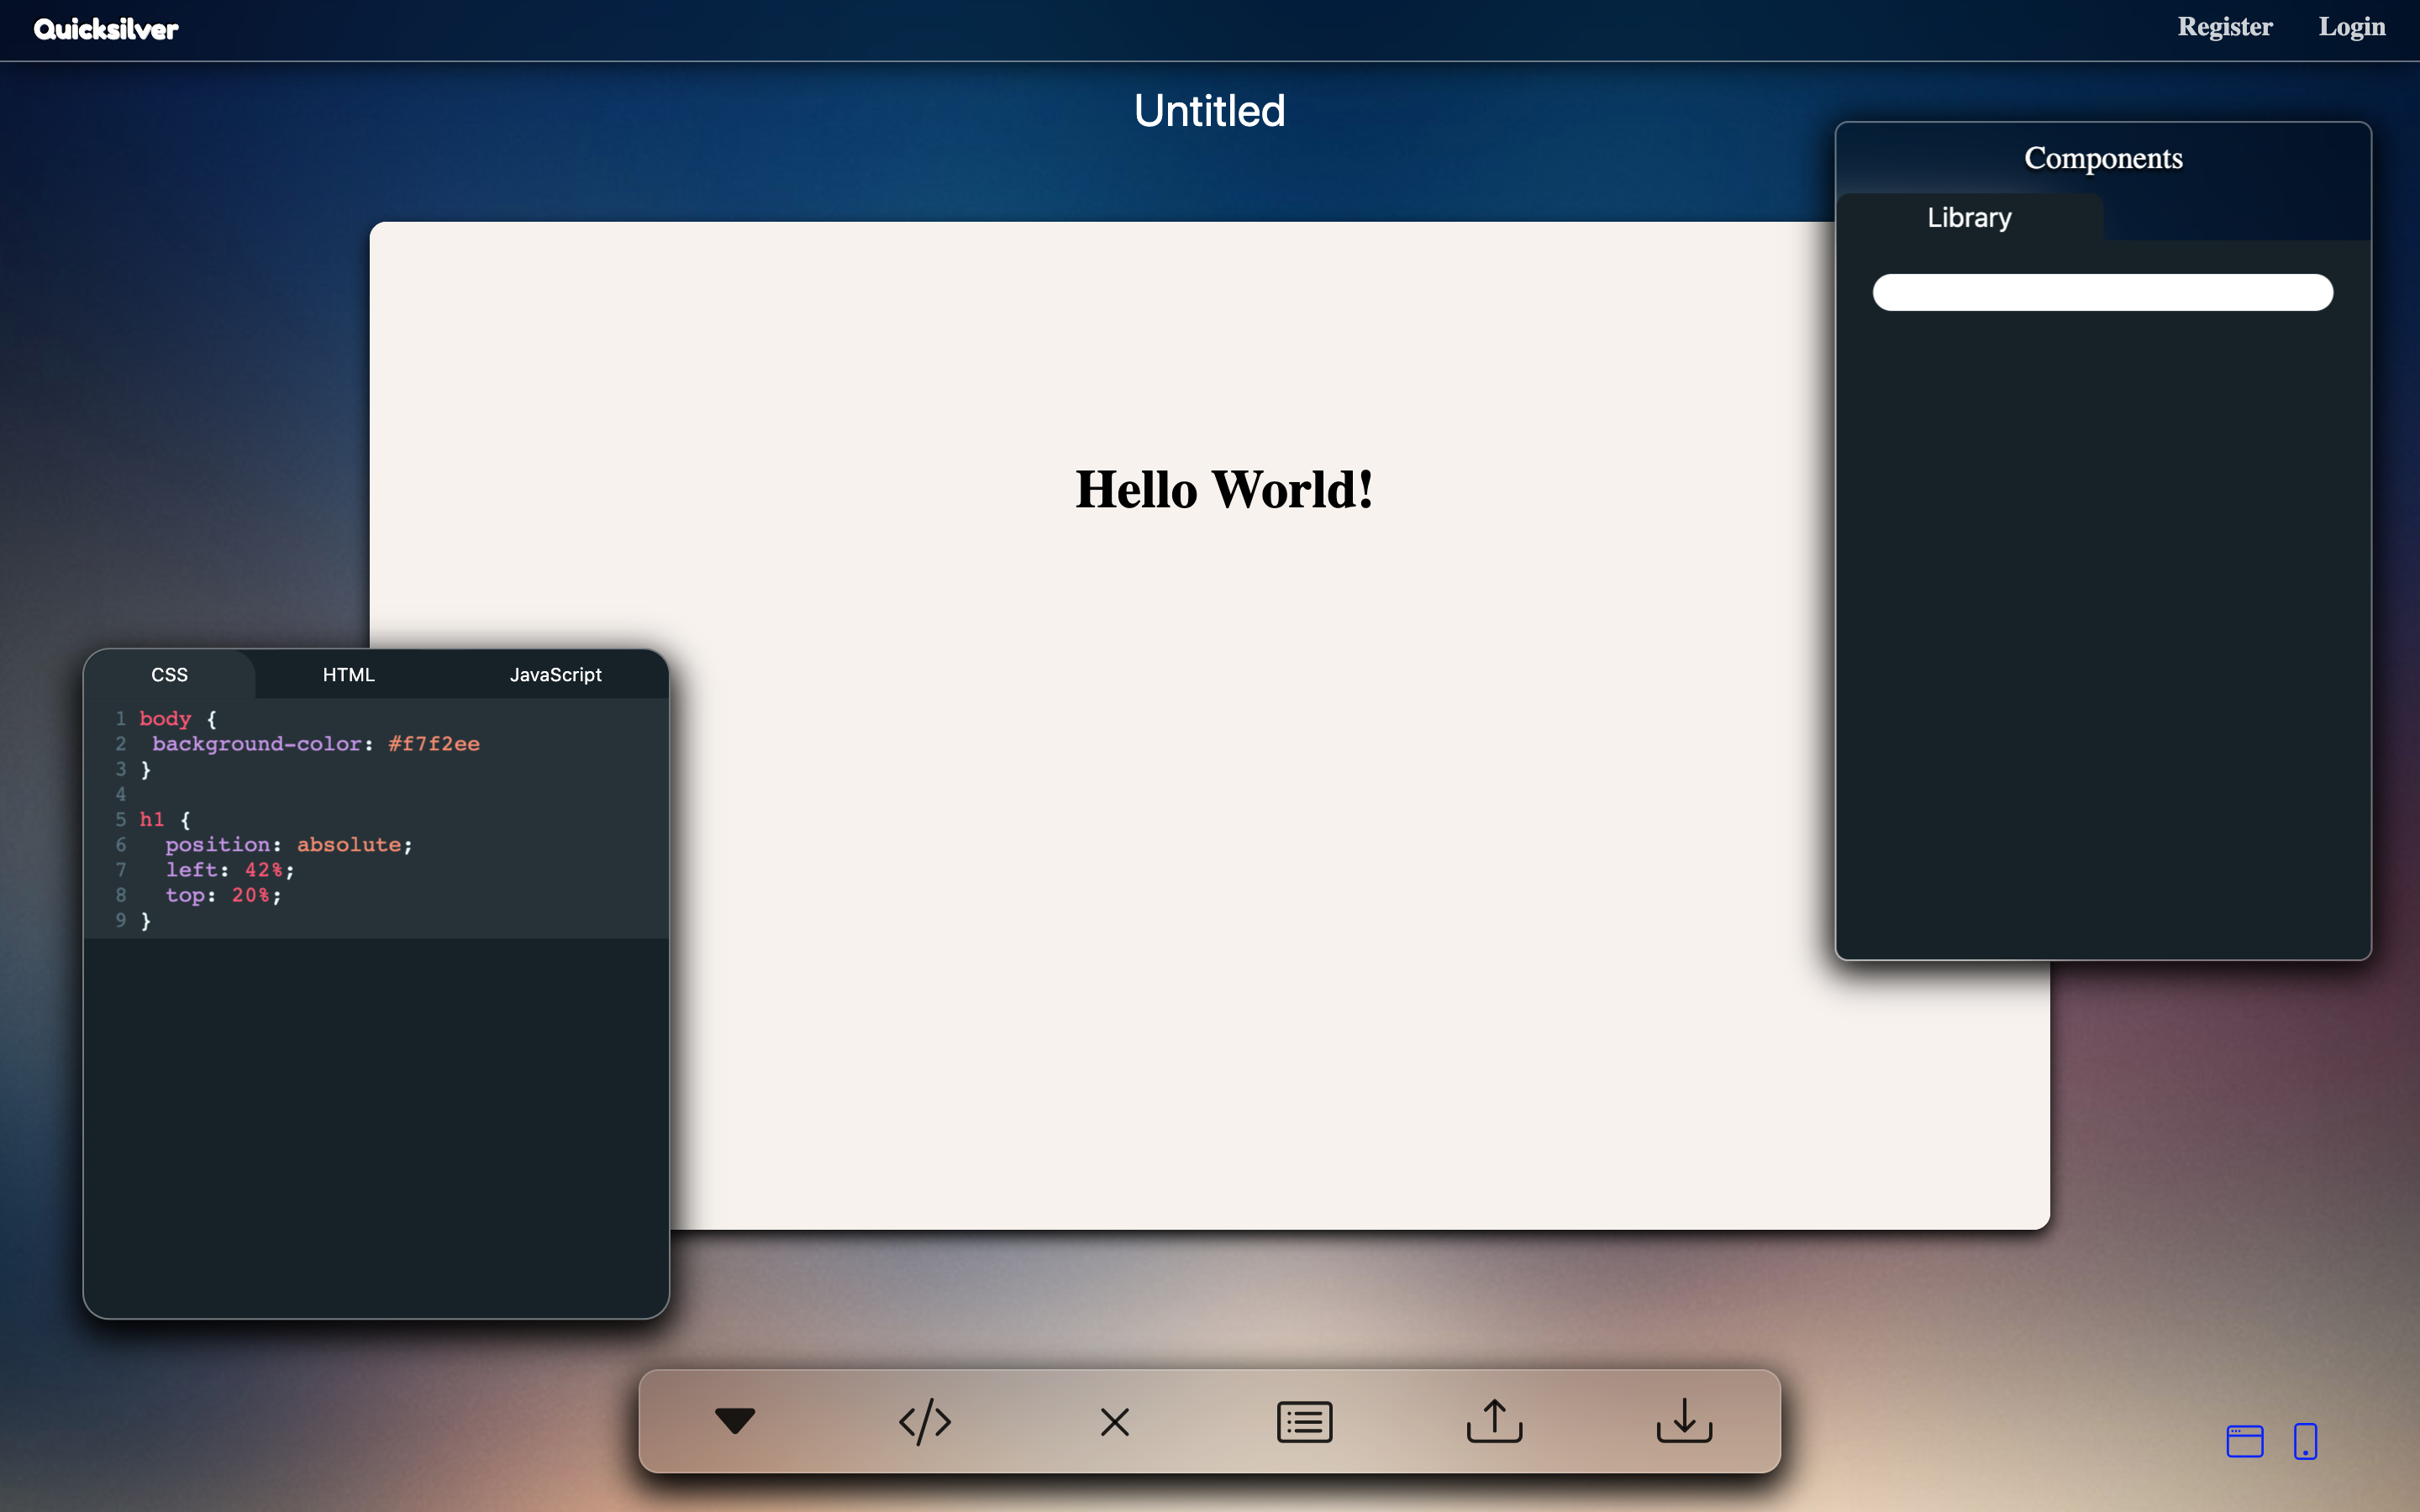 Quicksilver
Register Login
Untitled
Components
Library
Hello World!
CSS HTML JavaScript
1 body {
2  background-color: #f7f2ee
3 }
4
5 h1 {
6   position: absolute;
7   left: 42%;
8   top: 20%;
9 }